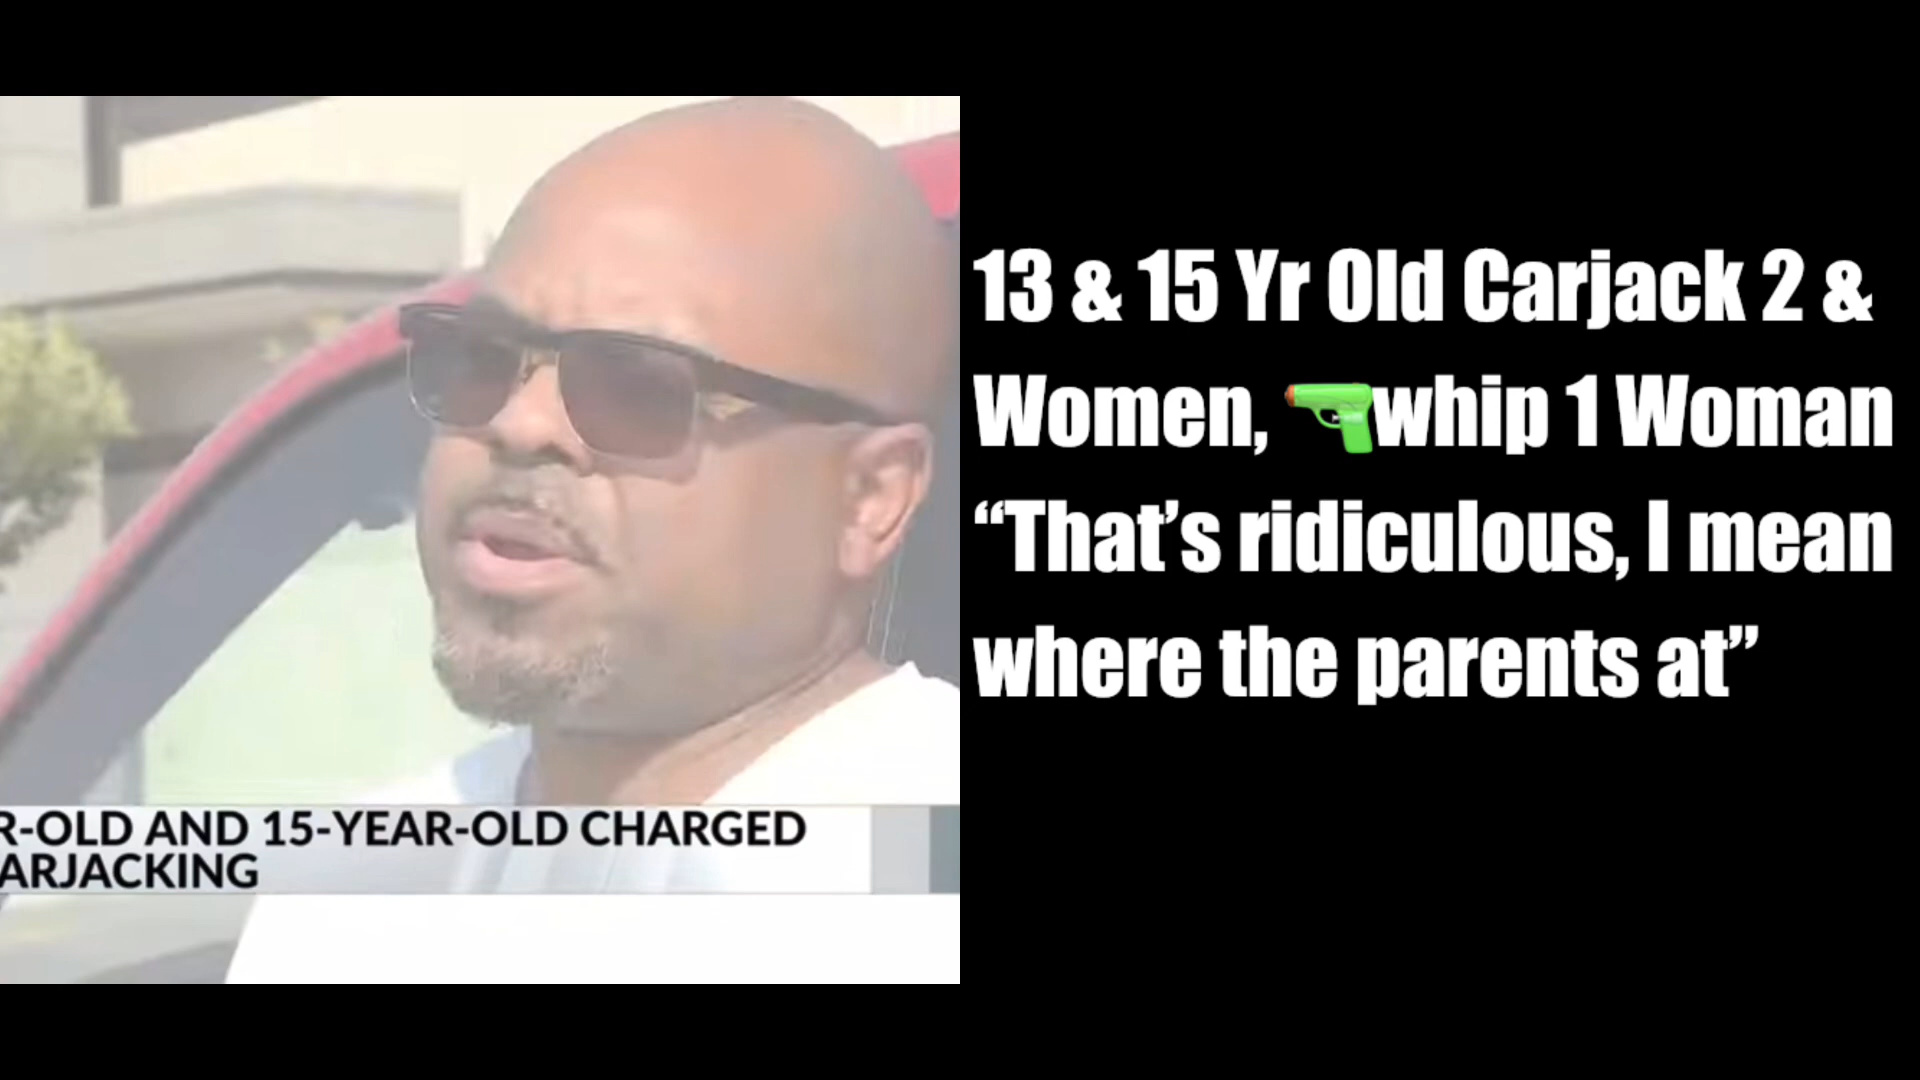 13 & 15 Yr Old Carjack 2 &
Women, 🔫whip 1 Woman
“That’s ridiculous, I mean
where the parents at”
R-OLD AND 15-YEAR-OLD CHARGED
ARJACKING